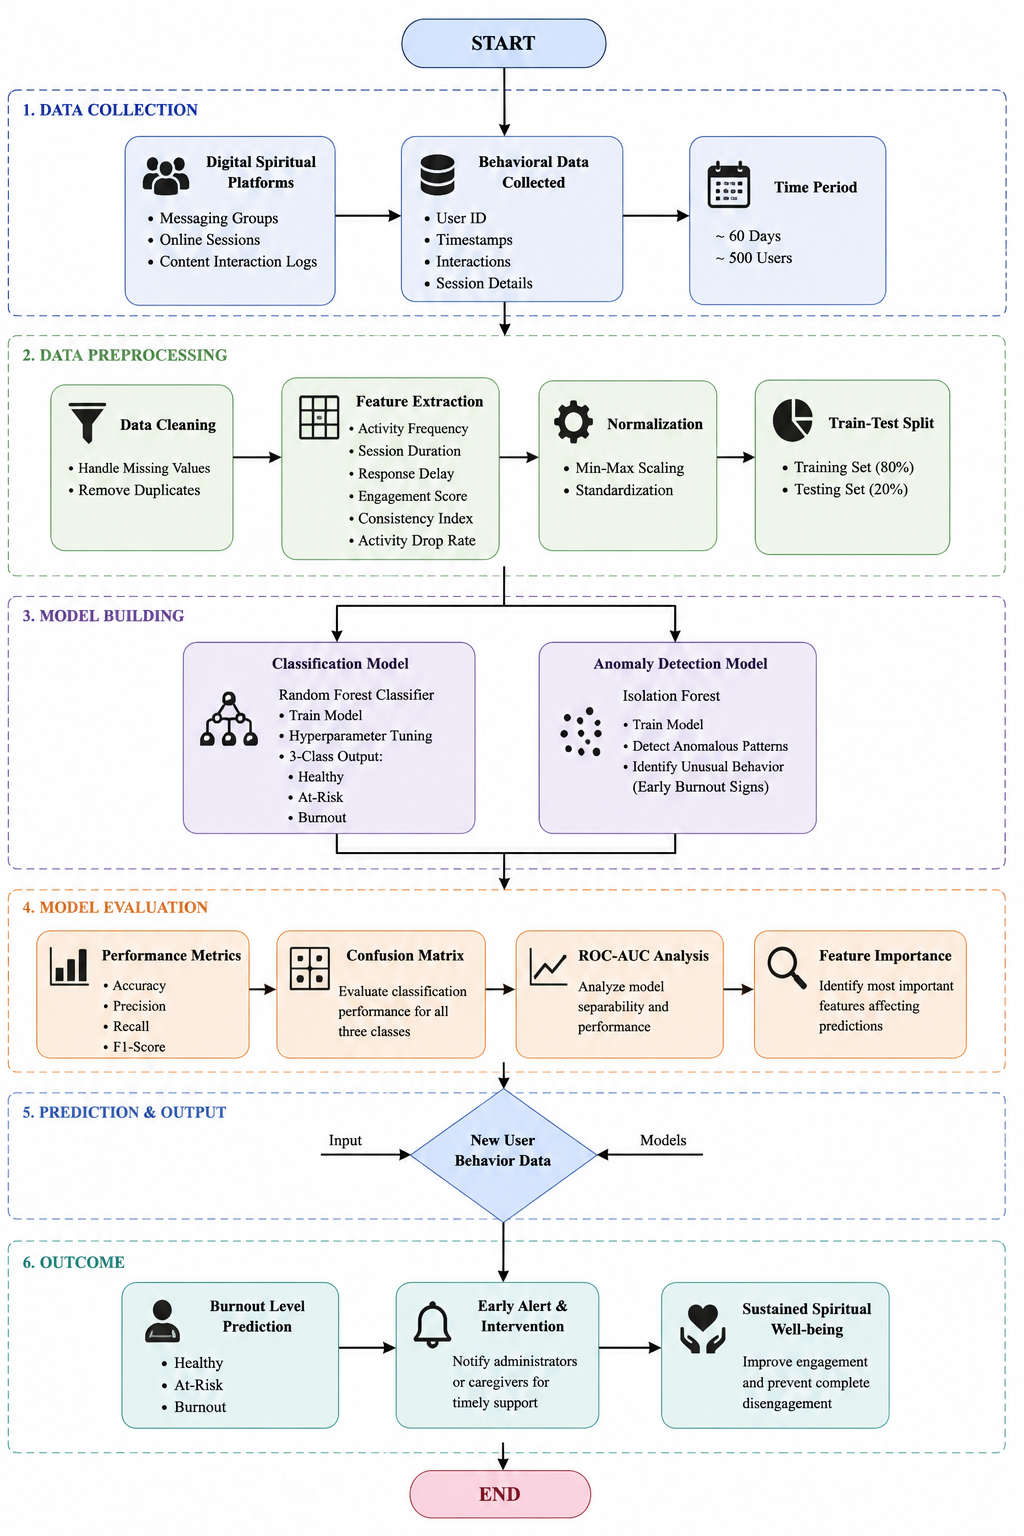 START
1. DATA COLLECTION
Digital Spiritual
Platforms
• Messaging Groups
• Online Sessions
• Content Interaction Logs
Behavioral Data
Collected
• User ID
• Timestamps
• Interactions
• Session Details
Time Period
~ 60 Days
~ 500 Users
2. DATA PREPROCESSING
Data Cleaning
• Handle Missing Values
• Remove Duplicates
Feature Extraction
• Activity Frequency
• Session Duration
• Response Delay
• Engagement Score
• Consistency Index
• Activity Drop Rate
Normalization
• Min-Max Scaling
• Standardization
Train-Test Split
• Training Set (80%)
• Testing Set (20%)
3. MODEL BUILDING
Classification Model
Random Forest Classifier
• Train Model
• Hyperparameter Tuning
• 3-Class Output:
• Healthy
• At-Risk
• Burnout
Anomaly Detection Model
Isolation Forest
• Train Model
• Detect Anomalous Patterns
• Identify Unusual Behavior
(Early Burnout Signs)
4. MODEL EVALUATION
Performance Metrics
• Accuracy
• Precision
• Recall
• F1-Score
Confusion Matrix
Evaluate classification
performance for all
three classes
ROC-AUC Analysis
Analyze model
separability and
performance
Feature Importance
Identify most important
features affecting
predictions
5. PREDICTION & OUTPUT
Input
New User
Behavior Data
Models
6. OUTCOME
Burnout Level
Prediction
• Healthy
• At-Risk
• Burnout
Early Alert &
Intervention
Notify administrators
or caregivers for
timely support
Sustained Spiritual
Well-being
Improve engagement
and prevent complete
disengagement
END